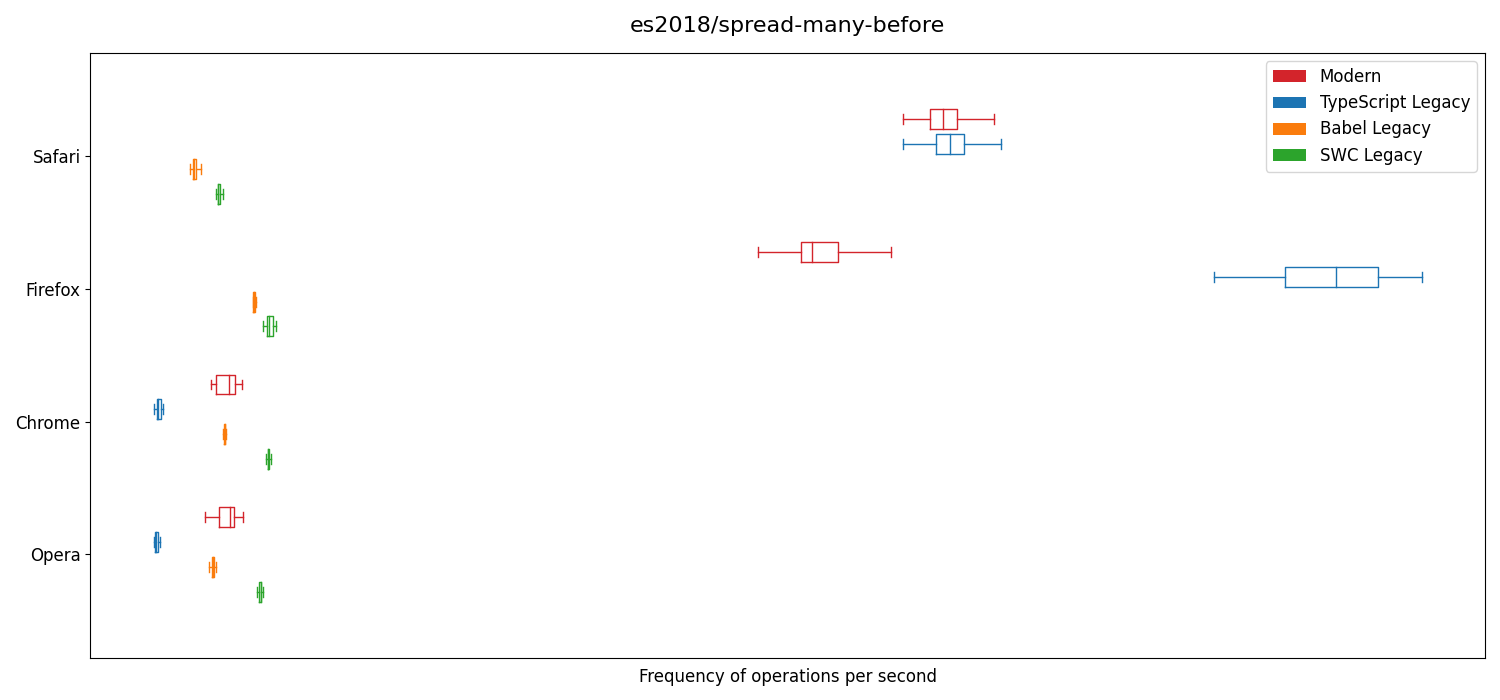 es2018/spread-many-before
Modern
TypeScript Legacy
Babel Legacy
SWC Legacy
Safari
Firefox
Chrome
Opera
Frequency of operations per second